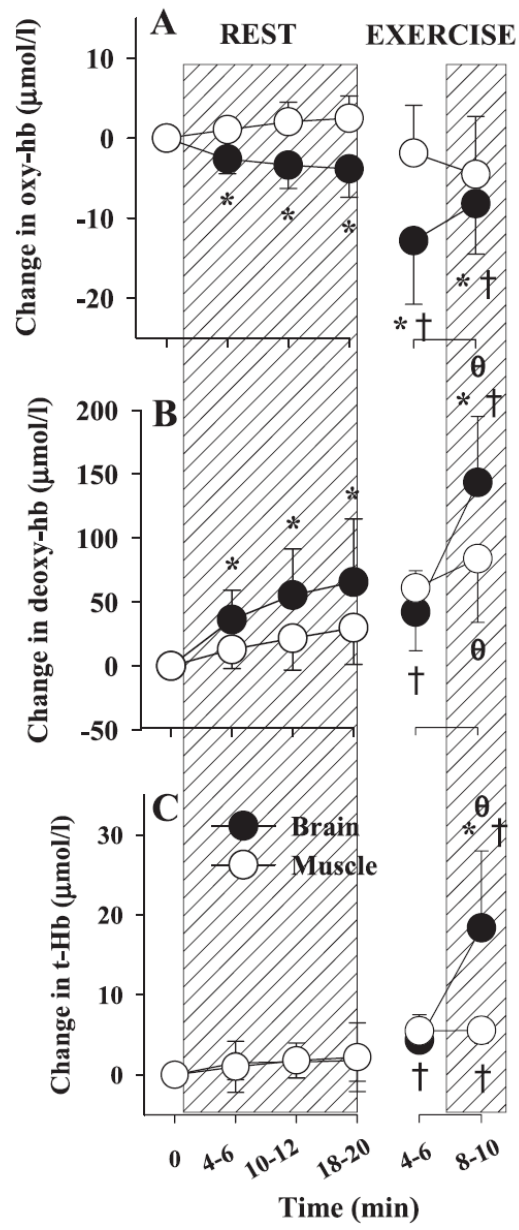 A REST EXERCISE
Change in oxy-hb (μmol/l)
10
0
-10
-20
* * * * † * †
B
Change in deoxy-hb (μmol/l)
200
150
100
50
0
-50
* * * † θ * † θ
C
Change in t-Hb (μmol/l)
30
20
10
0
Brain
Muscle
θ * † † †
0 4-6 10-12 18-20 4-6 8-10
Time (min)